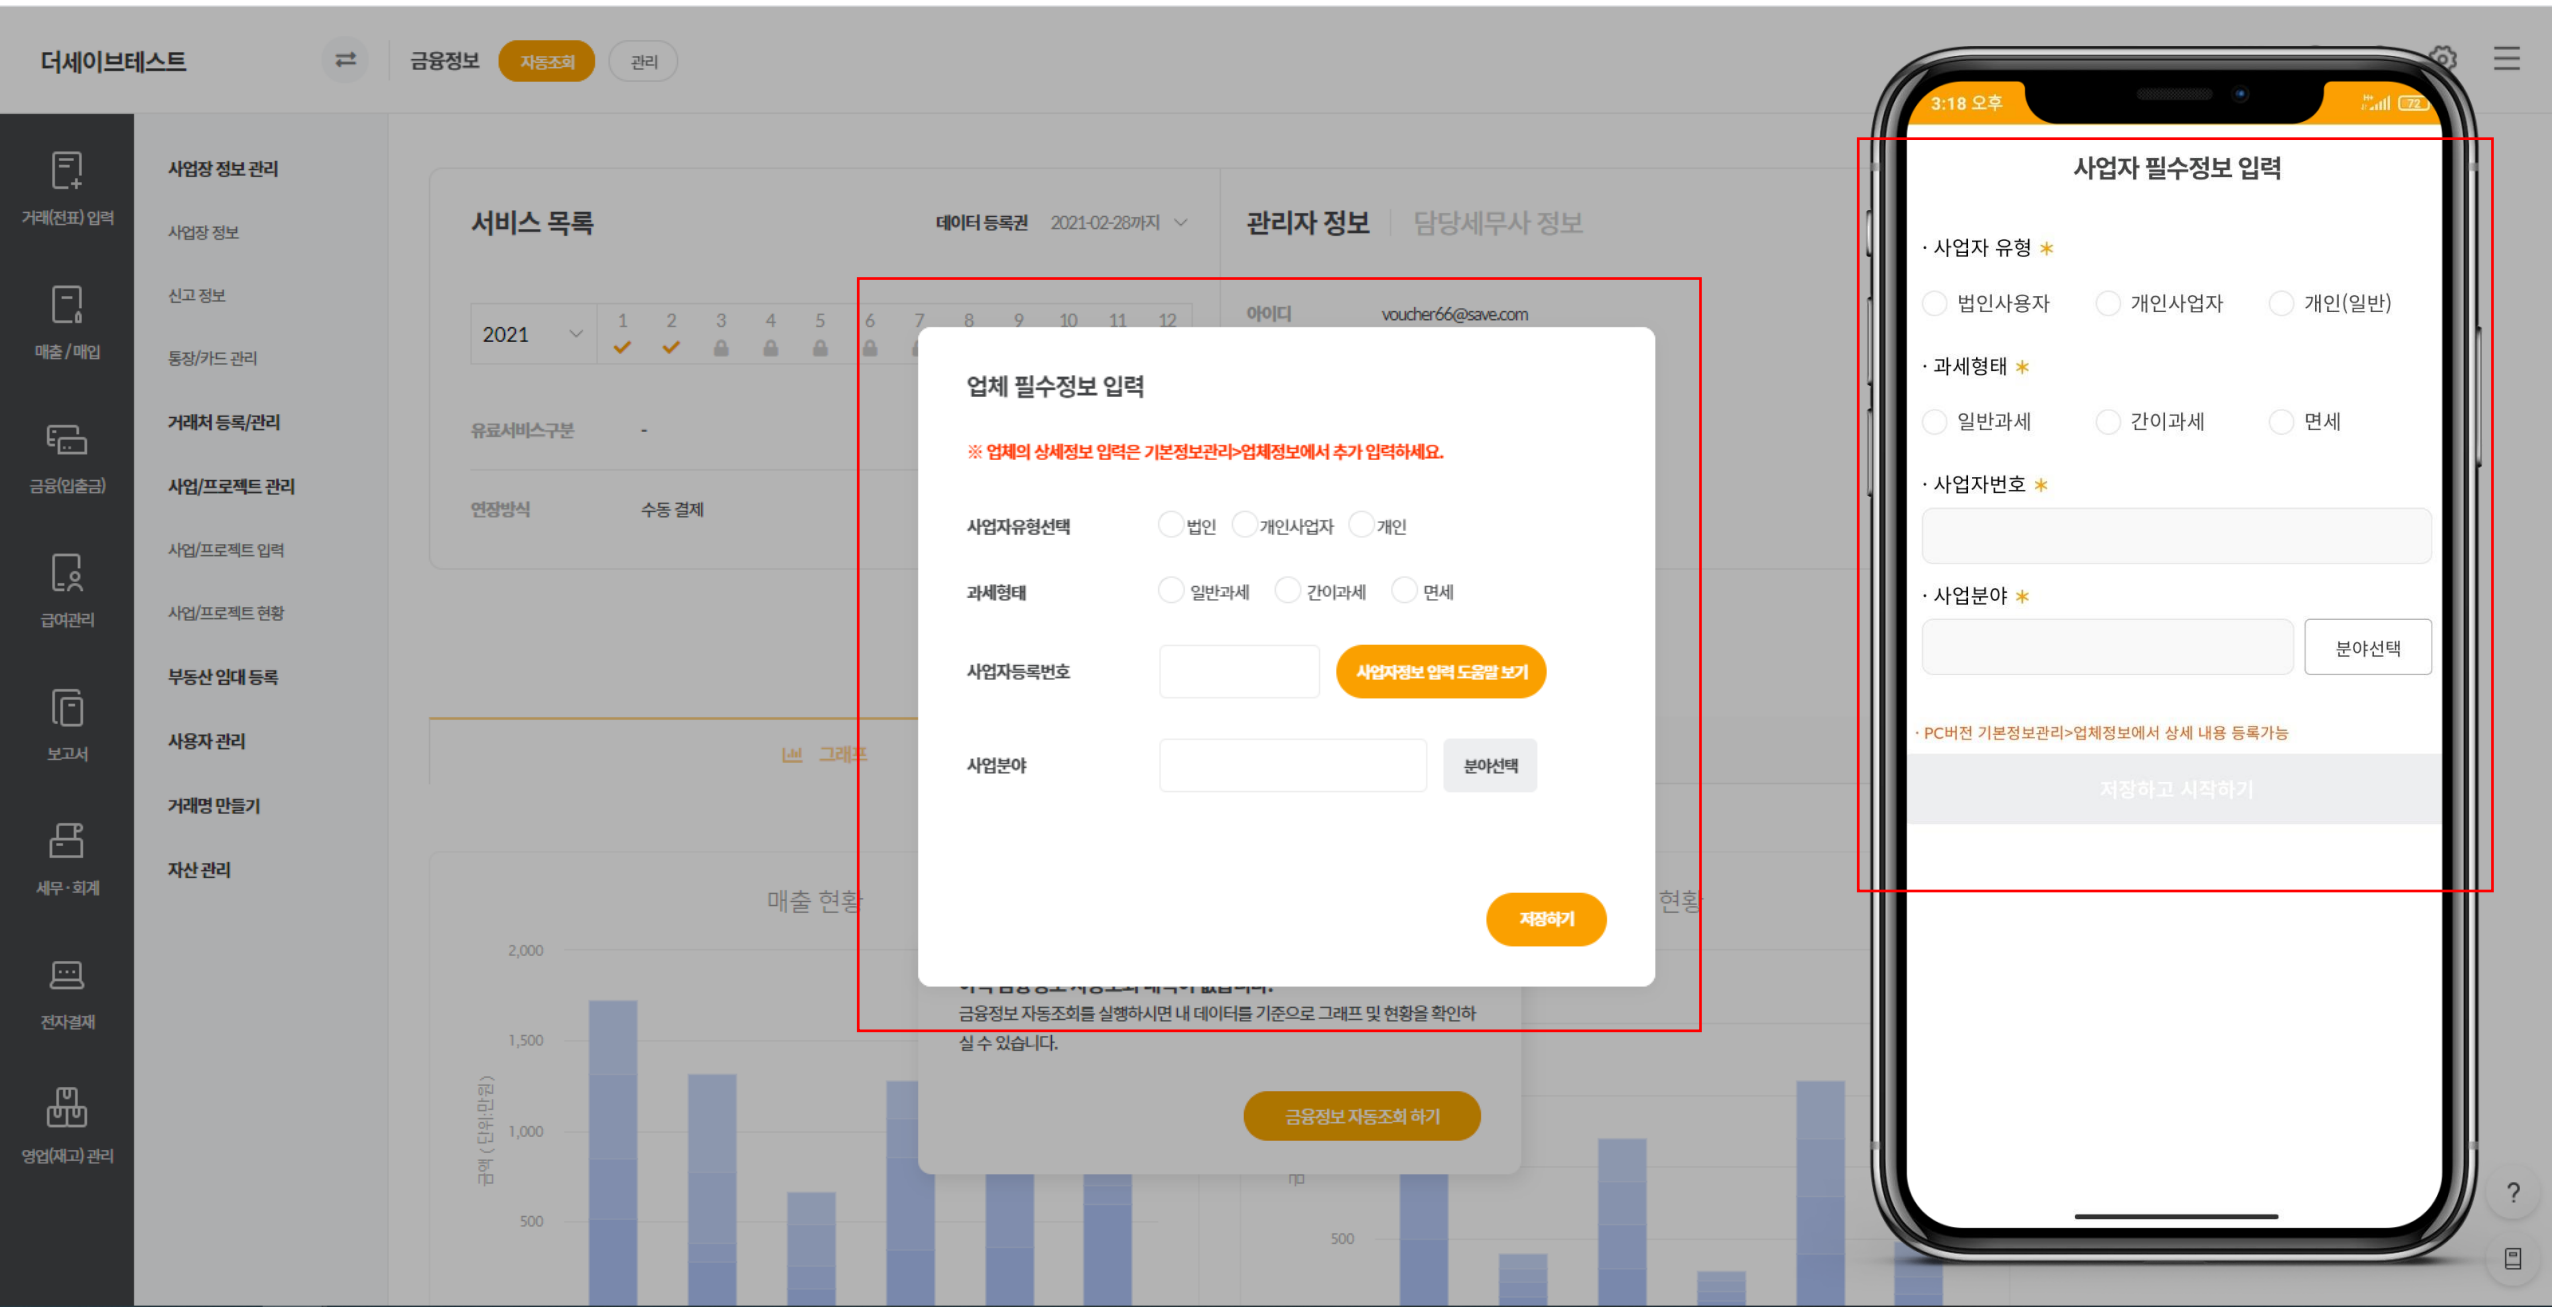 더세이브테스트
금융정보 자동조회 관리
거래(전표) 입력
매출 / 매입
금융(입출금)
급여관리
보고서
세무·회계
전자결재
영업(재고) 관리
사업장 정보 관리
사업장 정보
신고 정보
통장/카드 관리
거래처 등록/관리
사업/프로젝트 관리
사업/프로젝트 입력
사업/프로젝트 현황
부동산 임대 등록
사용자 관리
거래명 만들기
자산 관리
서비스 목록
데이터 등록권 2021-02-28까지
2021 1 2 3 4 5 6 7 8 9 10 11 12
유료서비스구분 -
연장방식 수동 결제
관리자 정보 담당세무사 정보
아이디 voucher66@save.com
그래프
매출 현황
현황
2,000
1,500
1,000
500
금액 ( 단위:만원 )
500
업체 필수정보 입력
※ 업체의 상세정보 입력은 기본정보관리>업체정보에서 추가 입력하세요.
사업자유형선택 법인 개인사업자 개인
과세형태 일반과세 간이과세 면세
사업자등록번호 사업자정보 입력 도움말 보기
사업분야 분야선택
저장하기
금융정보 자동조회를 실행하시면 내 데이터를 기준으로 그래프 및 현황을 확인하
실 수 있습니다.
금융정보 자동조회 하기
3:18 오후 72
사업자 필수정보 입력
· 사업자 유형 *
법인사용자 개인사업자 개인(일반)
· 과세형태 *
일반과세 간이과세 면세
· 사업자번호 *
· 사업분야 *
분야선택
· PC버전 기본정보관리>업체정보에서 상세 내용 등록가능
저장하고 시작하기
?